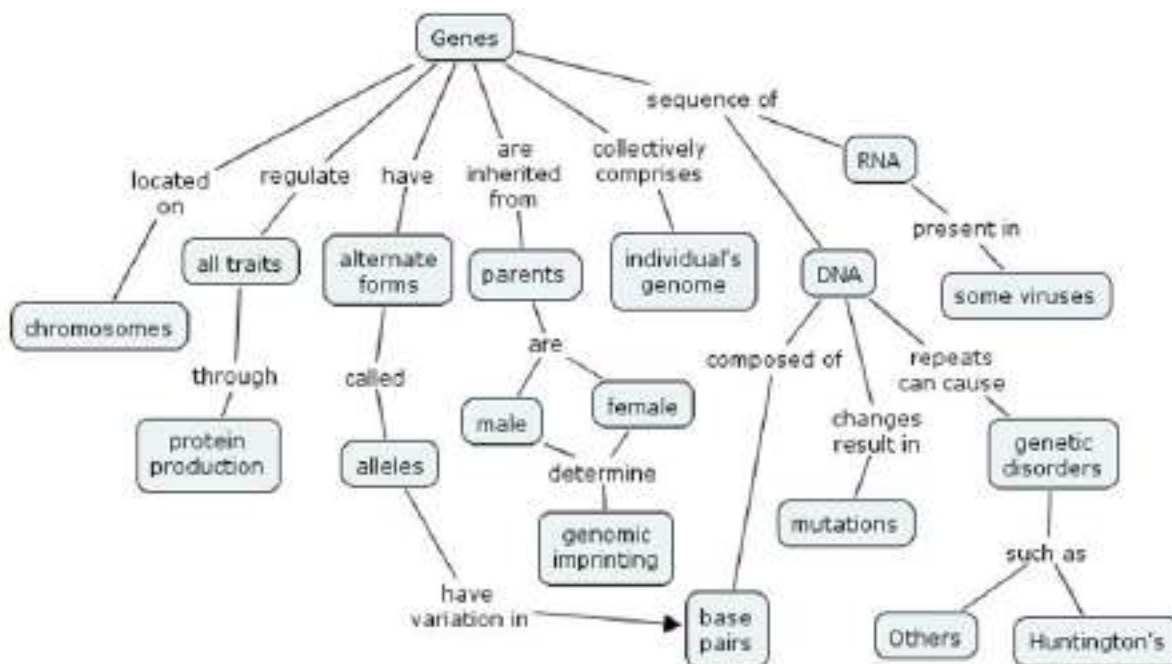 Genes
sequence of
RNA
are
inherited
from
collectively
comprises
located
on
regulate
have
present in
all traits
alternate
forms
parents
individual's
genome
DNA
some viruses
chromosomes
are
composed of
repeats
can cause
through
called
male
female
changes
result in
protein
production
alleles
determine
genetic
disorders
genomic
imprinting
mutations
such as
have
variation in
base
pairs
Others
Huntington's